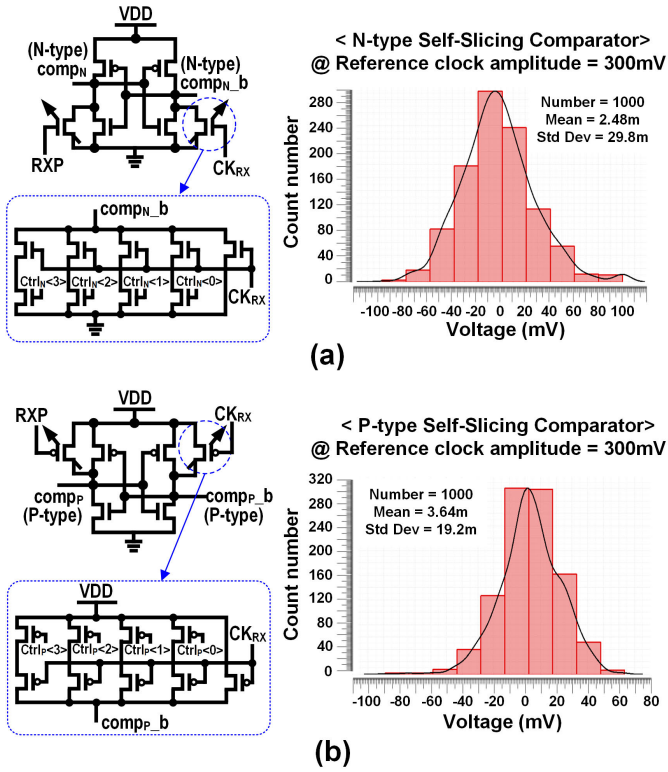 VDD
(N-type)
compN
(N-type)
compN_b
RXP
CKRX
compN_b
CtrlN<3>
CtrlN<2>
CtrlN<1>
CtrlN<0>
CKRX
< N-type Self-Slicing Comparator>
@ Reference clock amplitude = 300mV
Number = 1000
Mean = 2.48m
Std Dev = 29.8m
Count number
280
240
200
160
120
80
40
0
-100 -80 -60 -40 -20 0 20 40 60 80 100
Voltage (mV)
(a)
RXP
VDD
CKRX
compP
(P-type)
compP_b
(P-type)
VDD
CtrlP<3>
CtrlP<2>
CtrlP<1>
CtrlP<0>
CKRX
compP_b
< P-type Self-Slicing Comparator>
@ Reference clock amplitude = 300mV
Number = 1000
Mean = 3.64m
Std Dev = 19.2m
Count number
320
280
240
200
160
120
80
40
0
-100 -80 -60 -40 -20 0 20 40 60 80
Voltage (mV)
(b)